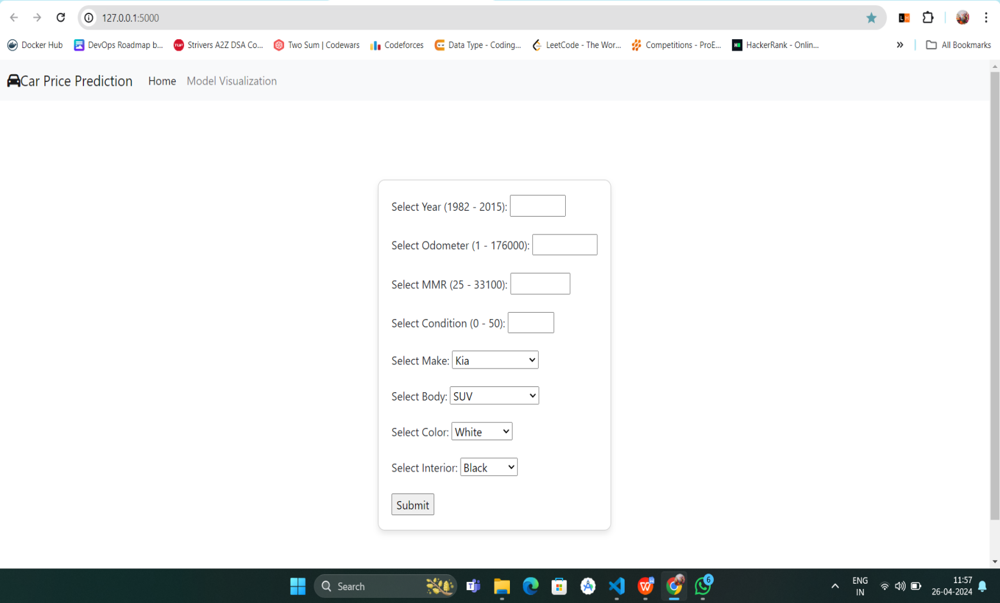 127.0.0.1:5000
Docker Hub DevOps Roadmap b... TUF Strivers A2Z DSA Co... Two Sum | Codewars Codeforces Data Type - Coding... LeetCode - The Wor... Competitions - ProE... HackerRank - Onlin... » All Bookmarks
Car Price Prediction Home Model Visualization
Select Year (1982 - 2015):
Select Odometer (1 - 176000):
Select MMR (25 - 33100):
Select Condition (0 - 50):
Select Make: Kia
Select Body: SUV
Select Color: White
Select Interior: Black
Submit
Search
6
ENG
IN
11:57
26-04-2024